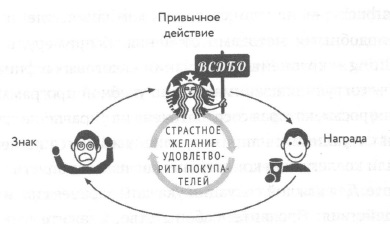 Привычное
действие
ВСДБО
Знак
СТРАСТНОЕ
ЖЕЛАНИЕ
УДОВЛЕТВО-
РИТЬ ПОКУПА-
ТЕЛЕЙ
Награда